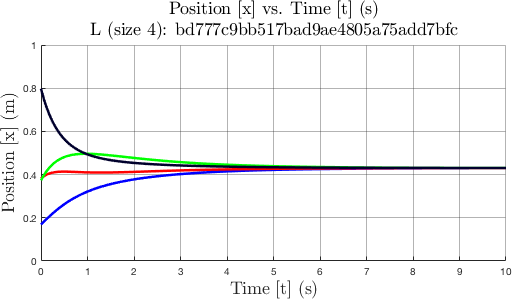 Position [x] vs. Time [t] (s)
L (size 4): bd777c9bb517bad9ae4805a75add7bfc
Position [x] (m)
1
0.8
0.6
0.4
0.2
0
0 1 2 3 4 5 6 7 8 9 10
Time [t] (s)